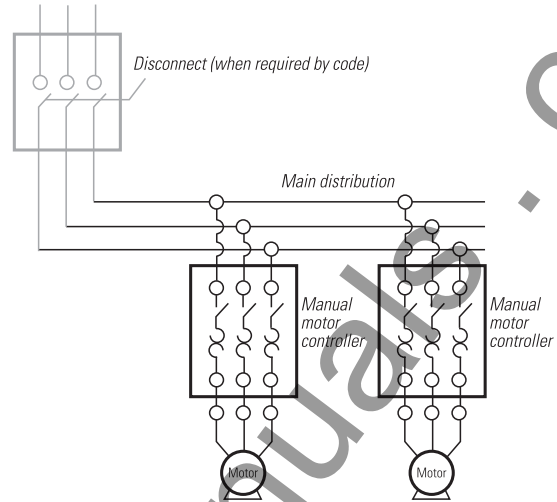 Disconnect (when required by code)
Main distribution
Manual
motor
controller
Manual
motor
controller
Motor
Motor